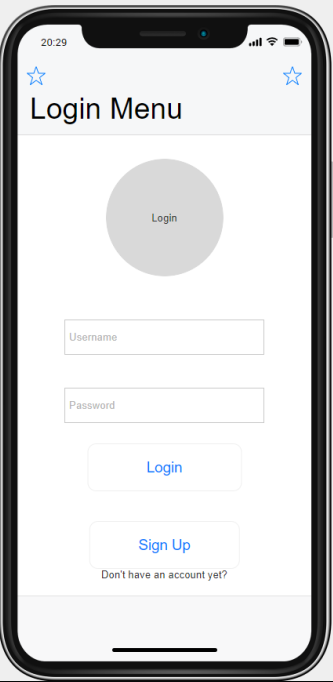 20:29
Login Menu
Login
Username
Password
Login
Sign Up
Don't have an account yet?